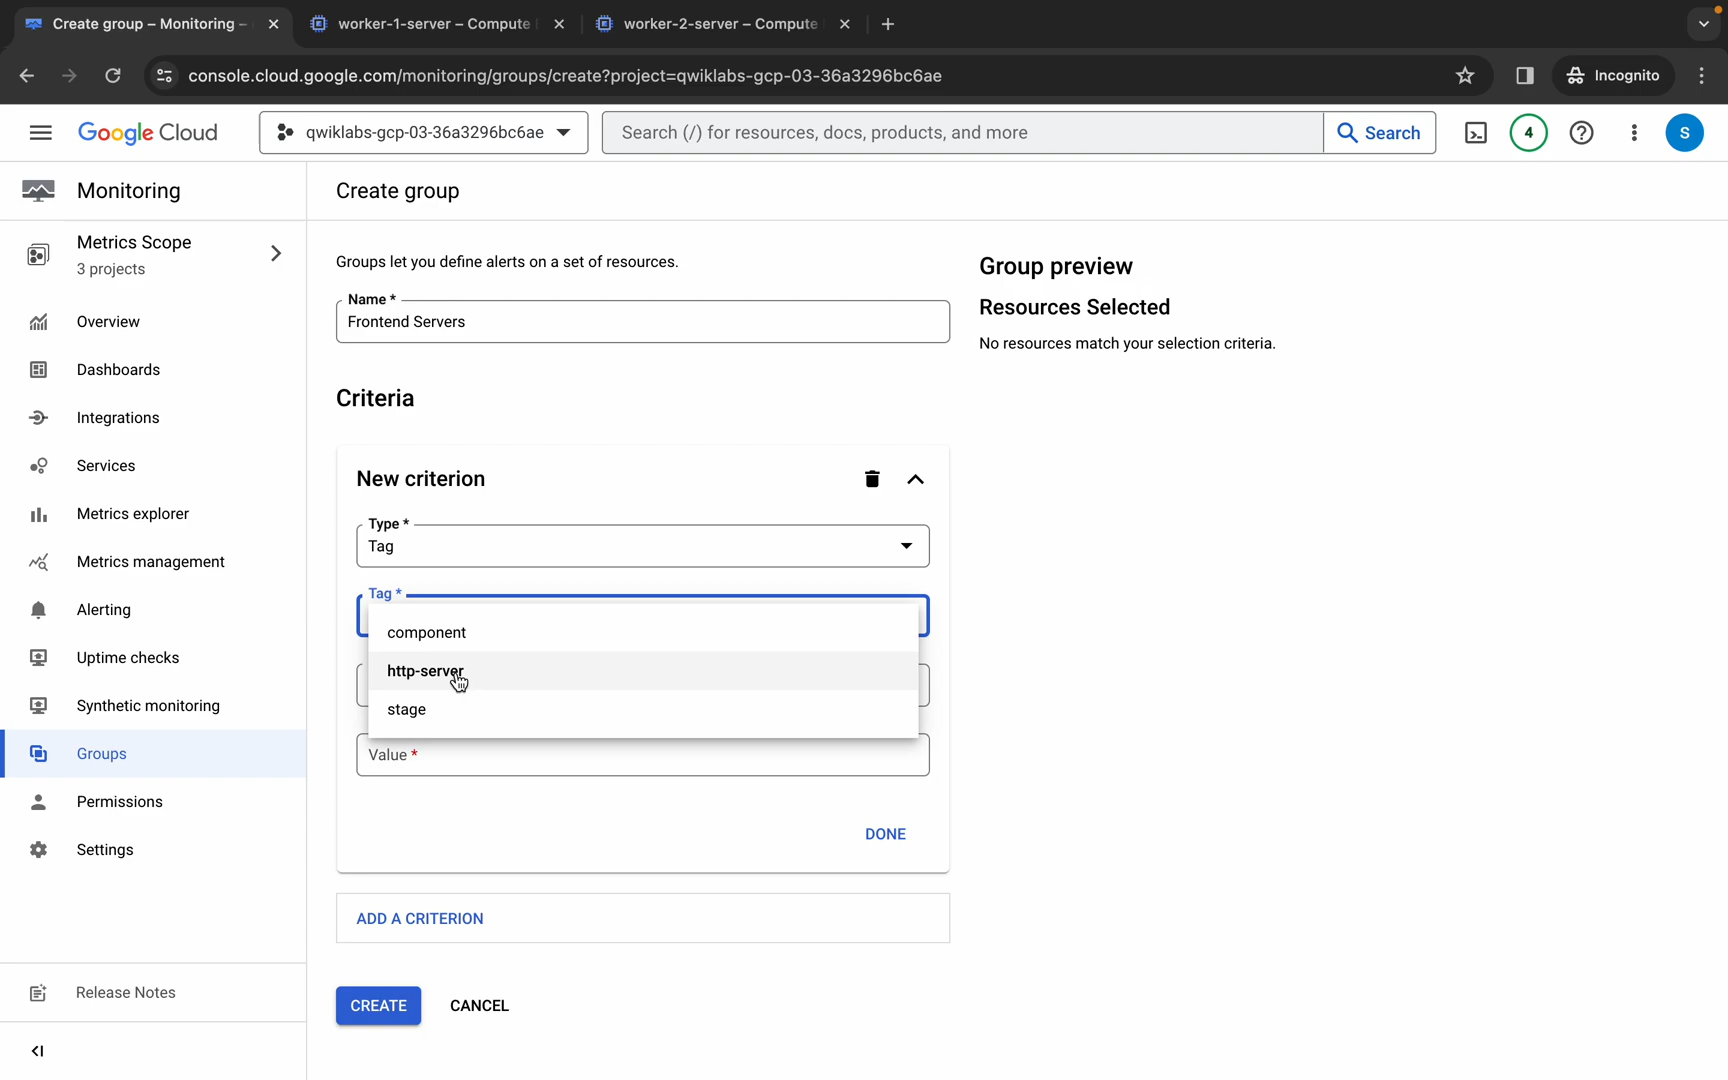 Create group – Monitoring –
worker-1-server – Compute
worker-2-server – Compute
console.cloud.google.com/monitoring/groups/create?project=qwiklabs-gcp-03-36a3296bc6ae
Incognito
Google Cloud
qwiklabs-gcp-03-36a3296bc6ae
Search (/) for resources, docs, products, and more
Search
4
S
Monitoring
Create group
Metrics Scope
3 projects
Overview
Dashboards
Integrations
Services
Metrics explorer
Metrics management
Alerting
Uptime checks
Synthetic monitoring
Groups
Permissions
Settings
Release Notes
Groups let you define alerts on a set of resources.
Name *
Frontend Servers
Criteria
New criterion
Type *
Tag
Tag *
component
http-server
stage
Value *
DONE
ADD A CRITERION
CREATE
CANCEL
Group preview
Resources Selected
No resources match your selection criteria.